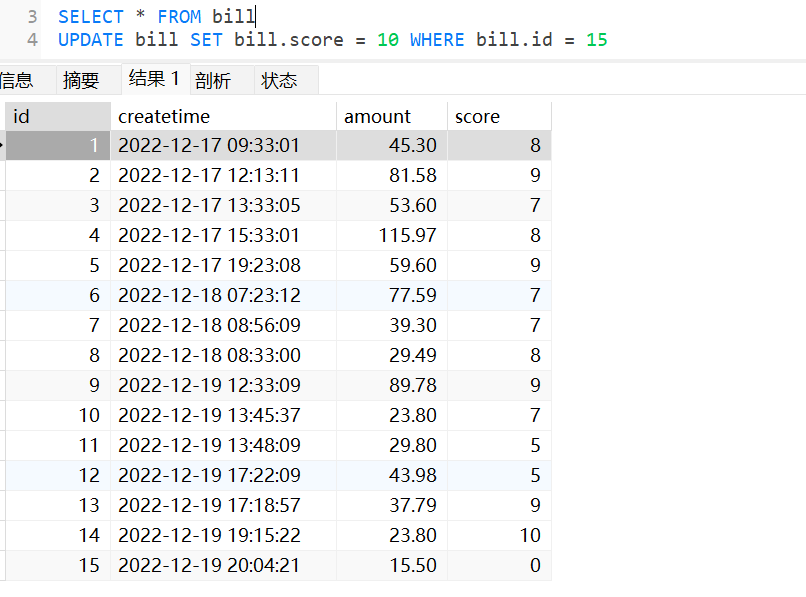 3 SELECT * FROM bill
4 UPDATE bill SET bill.score = 10 WHERE bill.id = 15
信息 摘要 结果 1 剖析 状态
id createtime amount score
1 2022-12-17 09:33:01 45.30 8
2 2022-12-17 12:13:11 81.58 9
3 2022-12-17 13:33:05 53.60 7
4 2022-12-17 15:33:01 115.97 8
5 2022-12-17 19:23:08 59.60 9
6 2022-12-18 07:23:12 77.59 7
7 2022-12-18 08:56:09 39.30 7
8 2022-12-18 08:33:00 29.49 8
9 2022-12-19 12:33:09 89.78 9
10 2022-12-19 13:45:37 23.80 7
11 2022-12-19 13:48:09 29.80 5
12 2022-12-19 17:22:09 43.98 5
13 2022-12-19 17:18:57 37.79 9
14 2022-12-19 19:15:22 23.80 10
15 2022-12-19 20:04:21 15.50 0